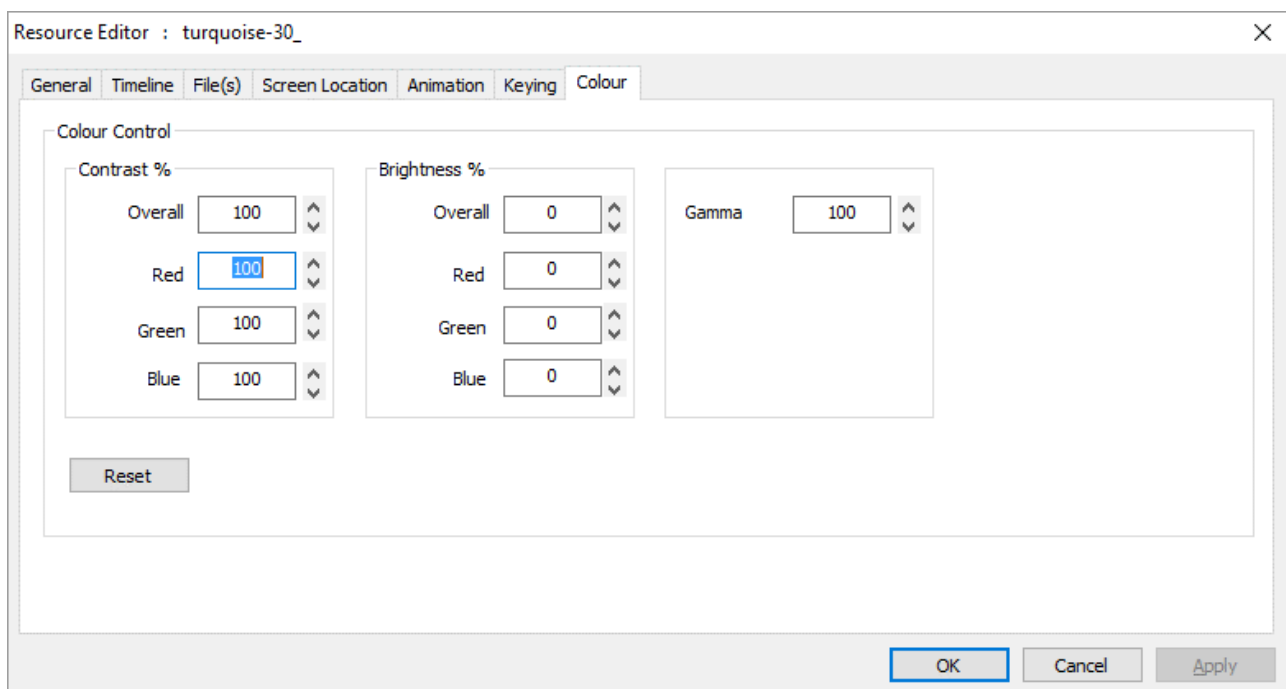 Resource Editor : turquoise-30_
General Timeline File(s) Screen Location Animation Keying Colour
Colour Control
Contrast % Brightness %
Overall 100 Overall 0 Gamma 100
Red 100 Red 0
Green 100 Green 0
Blue 100 Blue 0
Reset
OK Cancel Apply